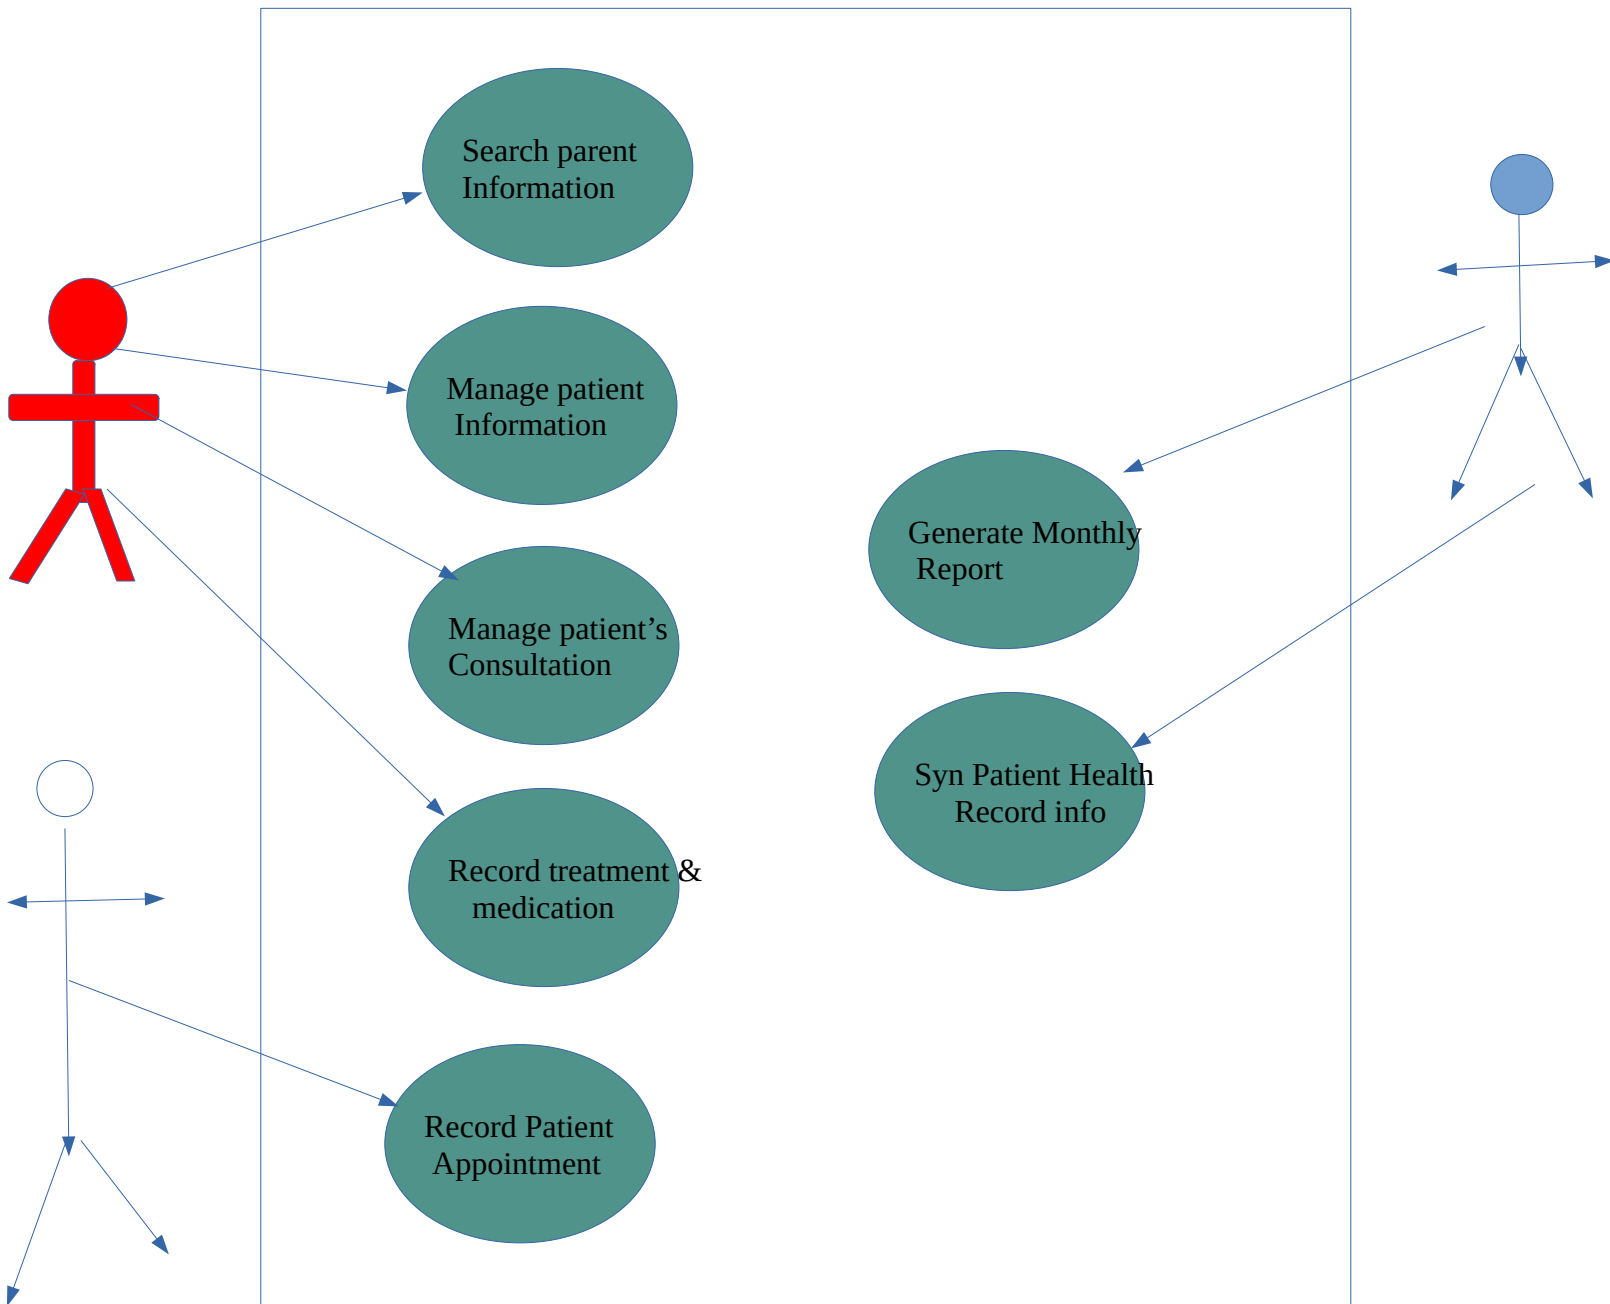 Search parent
Information
Manage patient
Information
Manage patient’s
Consultation
Record treatment &
medication
Record Patient
Appointment
Generate Monthly
Report
Syn Patient Health
Record info